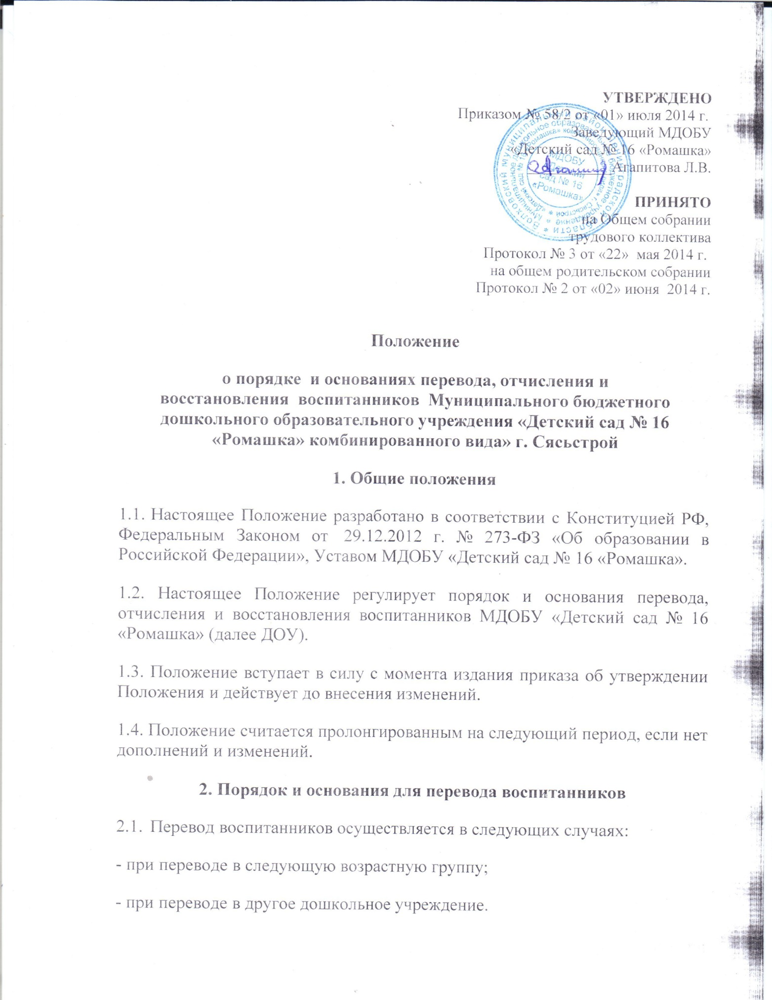 УТВЕРЖДЕНО
Приказом № 58/2 от «01» июля 2014 г.
Заведующий МДОБУ
«Детский сад № 16 «Ромашка»
____________Агапитова Л.В.
МДОБУ
«Детский
сад № 16
«Ромашка»
ПРИНЯТО
на Общем собрании
трудового коллектива
Протокол № 3 от «22» мая 2014 г.
на общем родительском собрании
Протокол № 2 от «02» июня 2014 г.
Положение
о порядке и основаниях перевода, отчисления и
восстановления воспитанников Муниципального бюджетного
дошкольного образовательного учреждения «Детский сад № 16
«Ромашка» комбинированного вида» г. Сясьстрой
1. Общие положения
1.1. Настоящее Положение разработано в соответствии с Конституцией РФ,
Федеральным Законом от 29.12.2012 г. № 273-ФЗ «Об образовании в
Российской Федерации», Уставом МДОБУ «Детский сад № 16 «Ромашка».
1.2. Настоящее Положение регулирует порядок и основания перевода,
отчисления и восстановления воспитанников МДОБУ «Детский сад № 16
«Ромашка» (далее ДОУ).
1.3. Положение вступает в силу с момента издания приказа об утверждении
Положения и действует до внесения изменений.
1.4. Положение считается пролонгированным на следующий период, если нет
дополнений и изменений.
2. Порядок и основания для перевода воспитанников
2.1. Перевод воспитанников осуществляется в следующих случаях:
- при переводе в следующую возрастную группу;
- при переводе в другое дошкольное учреждение.